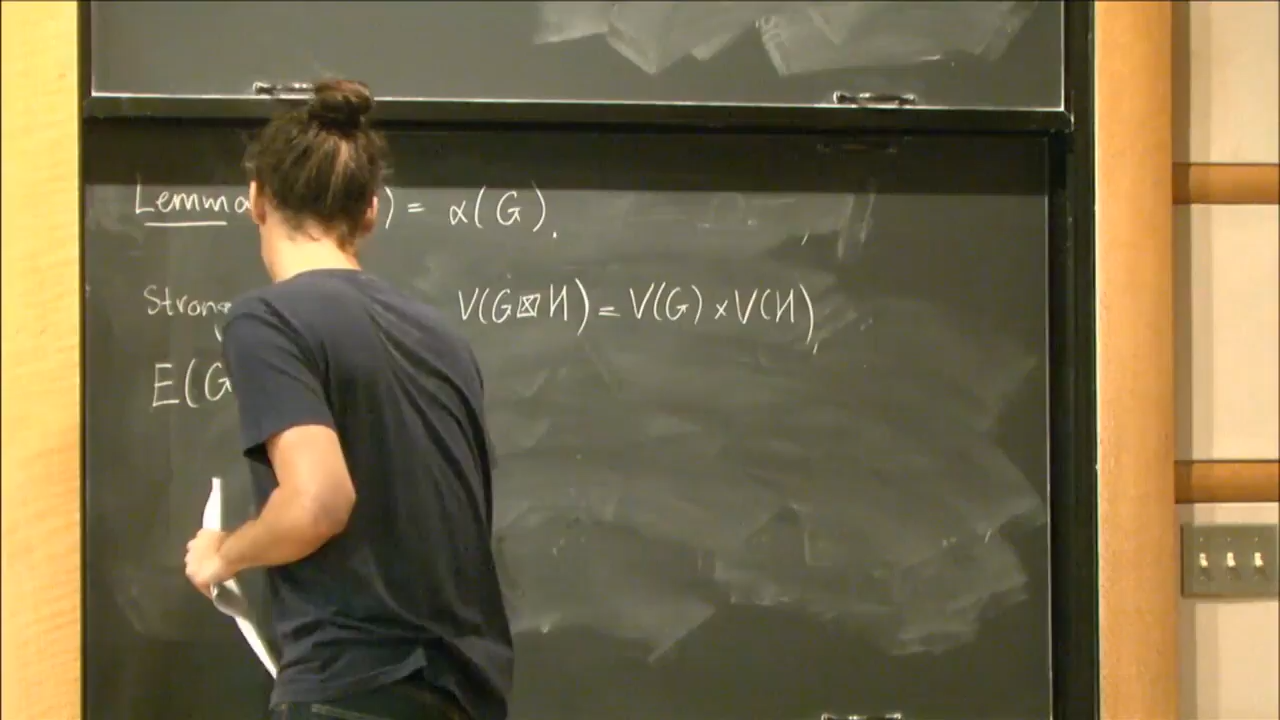 Lemma ) = α(G).
Strong V(G⊠H) = V(G) × V(H),
E(G